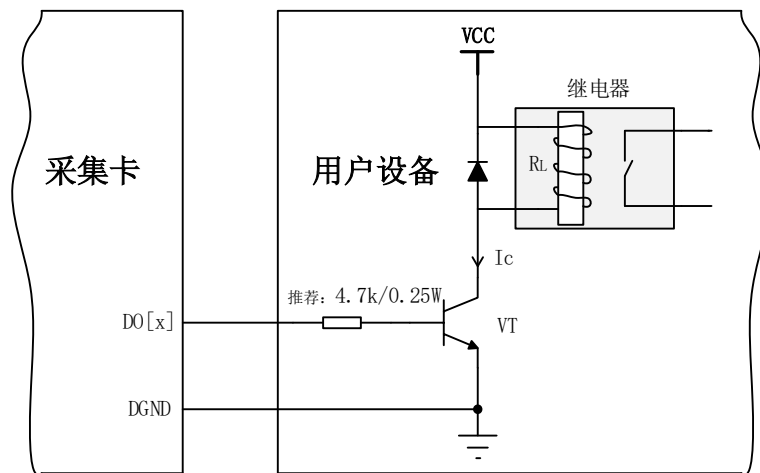 VCC
继电器
采集卡
用户设备
RL
Ic
推荐: 4.7k/0.25W
DO[x]
VT
DGND